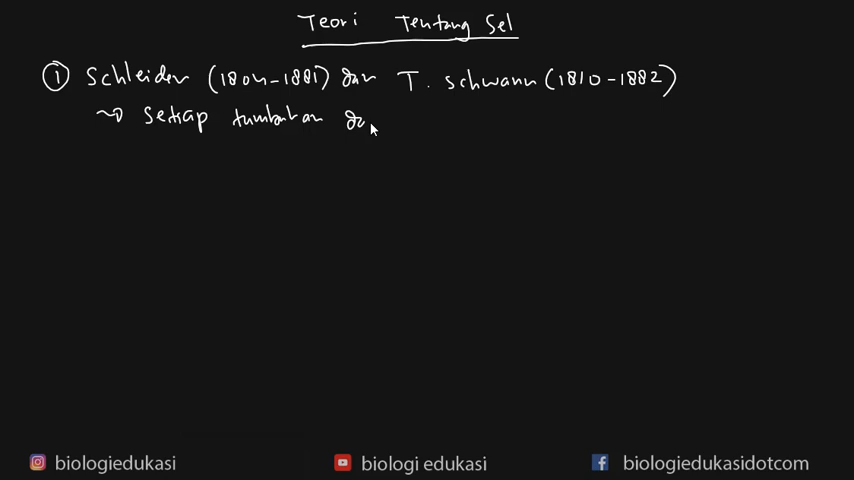 Teori Tentang Sel
① Schleiden (1804-1881) dan T. Schwann (1810-1882)
~> Setiap tumbuhan da
biologiedukasi
biologi edukasi
biologiedukasidotcom